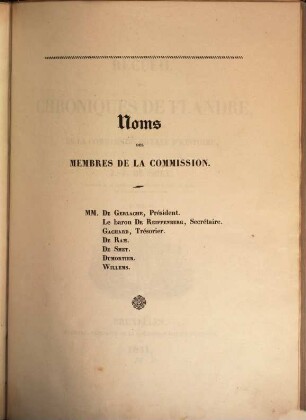 Noms
DES
MEMBRES DE LA COMMISSION.
MM. DE GERLACHE, Président.
Le baron DE REIFFENBERG, Secrétaire.
GACHARD, Trésorier.
DE RAM.
DE SMET.
DUMORTIER.
WILLEMS.